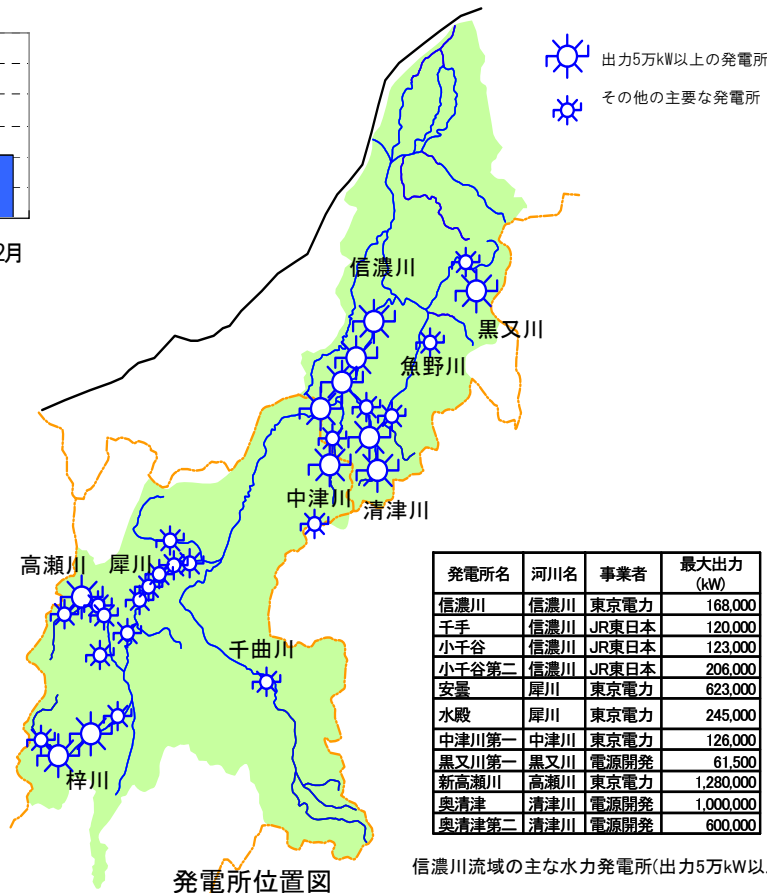 2月
出力5万kW以上の発電所
その他の主要な発電所
信濃川
黒又川
魚野川
中津川
清津川
高瀬川 犀川
千曲川
梓川
発電所位置図
発電所名 河川名 事業者 最大出力(kW)
信濃川 信濃川 東京電力 168,000
千手 信濃川 JR東日本 120,000
小千谷 信濃川 JR東日本 123,000
小千谷第二 信濃川 JR東日本 206,000
安曇 犀川 東京電力 623,000
水殿 犀川 東京電力 245,000
中津川第一 中津川 東京電力 126,000
黒又川第一 黒又川 電源開発 61,500
新高瀬川 高瀬川 東京電力 1,280,000
奥清津 清津川 電源開発 1,000,000
奥清津第二 清津川 電源開発 600,000
信濃川流域の主な水力発電所(出力5万kW以